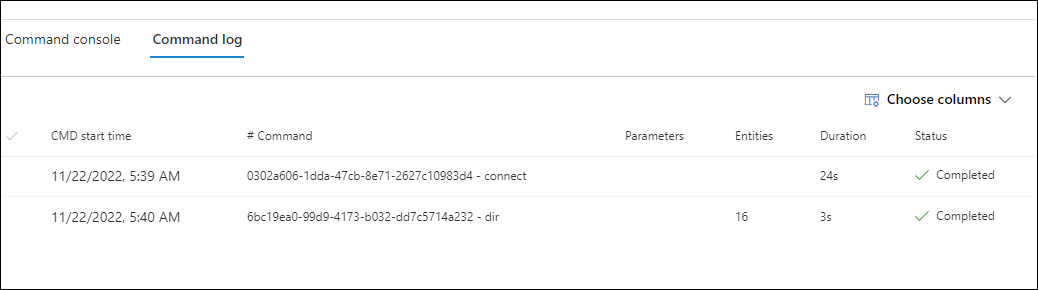 Command console Command log
Choose columns
CMD start time # Command Parameters Entities Duration Status
11/22/2022, 5:39 AM 0302a606-1dda-47cb-8e71-2627c10983d4 - connect 24s Completed
11/22/2022, 5:40 AM 6bc19ea0-99d9-4173-b032-dd7c5714a232 - dir 16 3s Completed